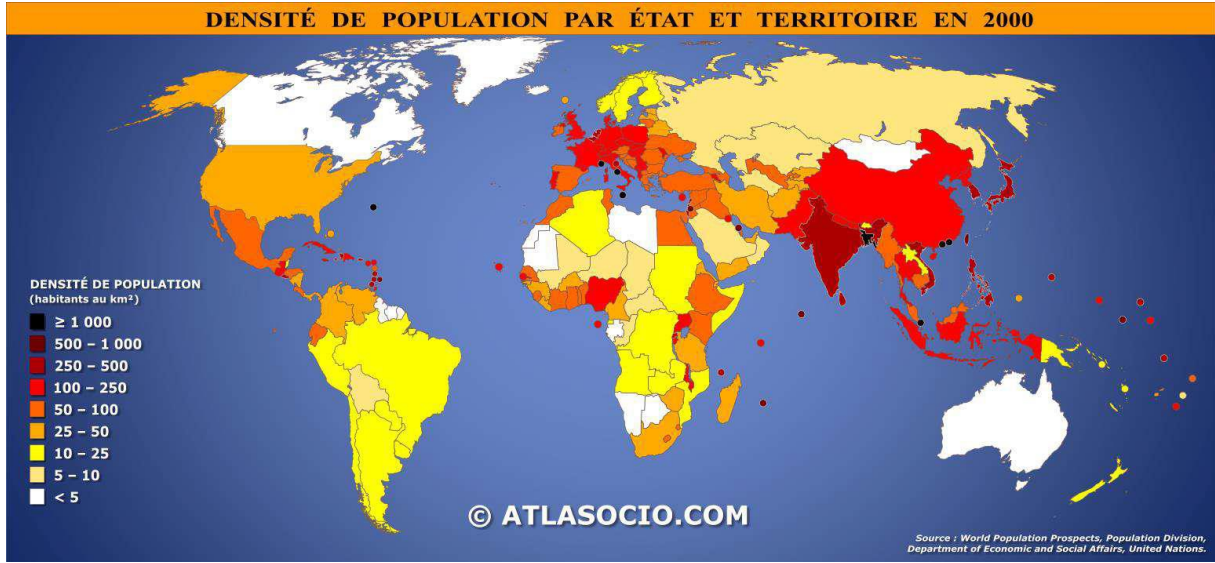 DENSITÉ DE POPULATION PAR ÉTAT ET TERRITOIRE EN 2000
DENSITÉ DE POPULATION
(habitants au km²)
≥ 1 000
500 – 1 000
250 – 500
100 – 250
50 – 100
25 – 50
10 – 25
5 – 10
< 5
© ATLASOCIO.COM
Source : World Population Prospects, Population Division,
Department of Economic and Social Affairs, United Nations.